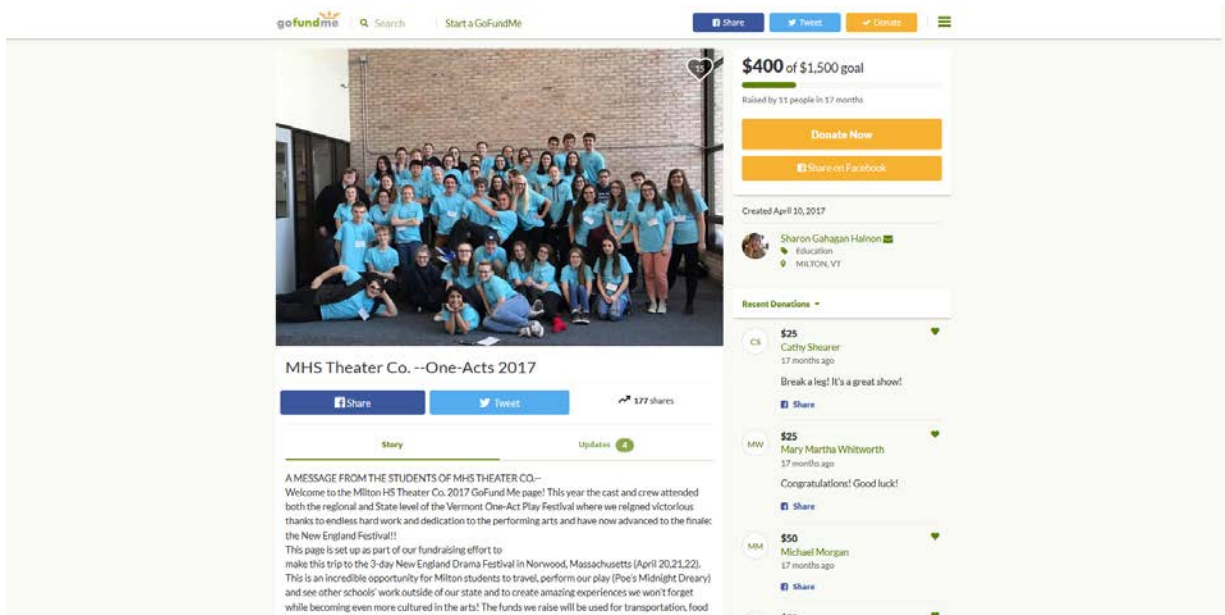 gofundme
Search
Start a GoFundMe
Share
Tweet
Donate
15
$400 of $1,500 goal
Raised by 11 people in 17 months
Donate Now
Share on Facebook
Created April 10, 2017
Sharon Gahagan Halnon
Education
MILTON, VT
Recent Donations
CS
$25
Cathy Shearer
17 months ago
Break a leg! It's a great show!
Share
MW
$25
Mary Martha Whitworth
17 months ago
Congratulations! Good luck!
Share
MM
$50
Michael Morgan
17 months ago
Share
MHS Theater Co. --One-Acts 2017
Share
Tweet
177 shares
Story
Updates 4
A MESSAGE FROM THE STUDENTS OF MHS THEATER CO.--
Welcome to the Milton HS Theater Co. 2017 GoFund Me page! This year the cast and crew attended
both the regional and State level of the Vermont One-Act Play Festival where we reigned victorious
thanks to endless hard work and dedication to the performing arts and have now advanced to the finale:
the New England Festival!!
This page is set up as part of our fundraising effort to
make this trip to the 3-day New England Drama Festival in Norwood, Massachusetts (April 20,21,22).
This is an incredible opportunity for Milton students to travel, perform our play (Poe's Midnight Dreary)
and see other schools' work outside of our state and to create amazing experiences we won't forget
while becoming even more cultured in the arts! The funds we raise will be used for transportation, food